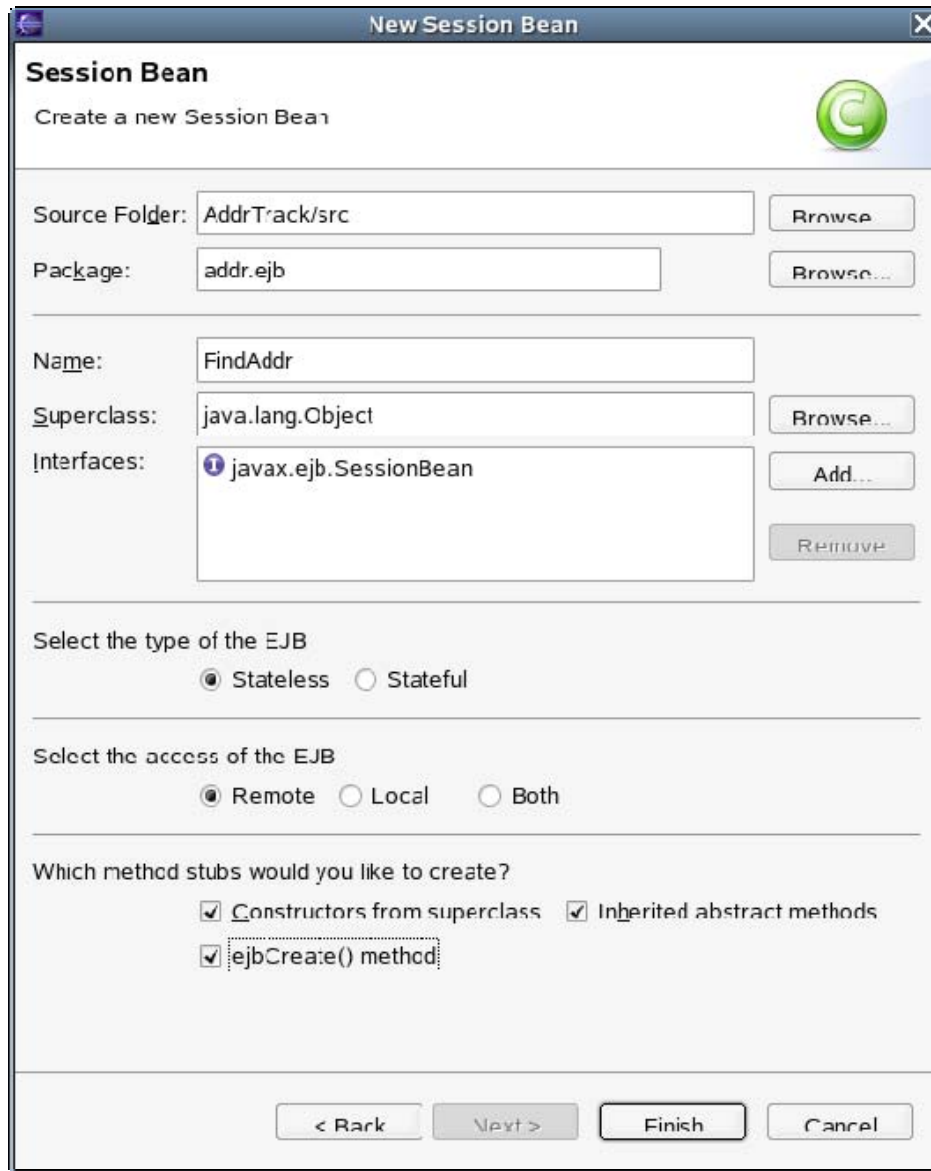 New Session Bean
Session Bean
Create a new Session Bean
C
Source Folder: AddrTrack/src Browse...
Package: addr.ejb Browse...
Name: FindAddr
Superclass: java.lang.Object Browse...
Interfaces: I javax.ejb.SessionBean Add...
Remove
Select the type of the EJB
Stateless Stateful
Select the access of the EJB
Remote Local Both
Which method stubs would you like to create?
Constructors from superclass Inherited abstract methods
ejbCreate() method
< Back Next > Finish Cancel